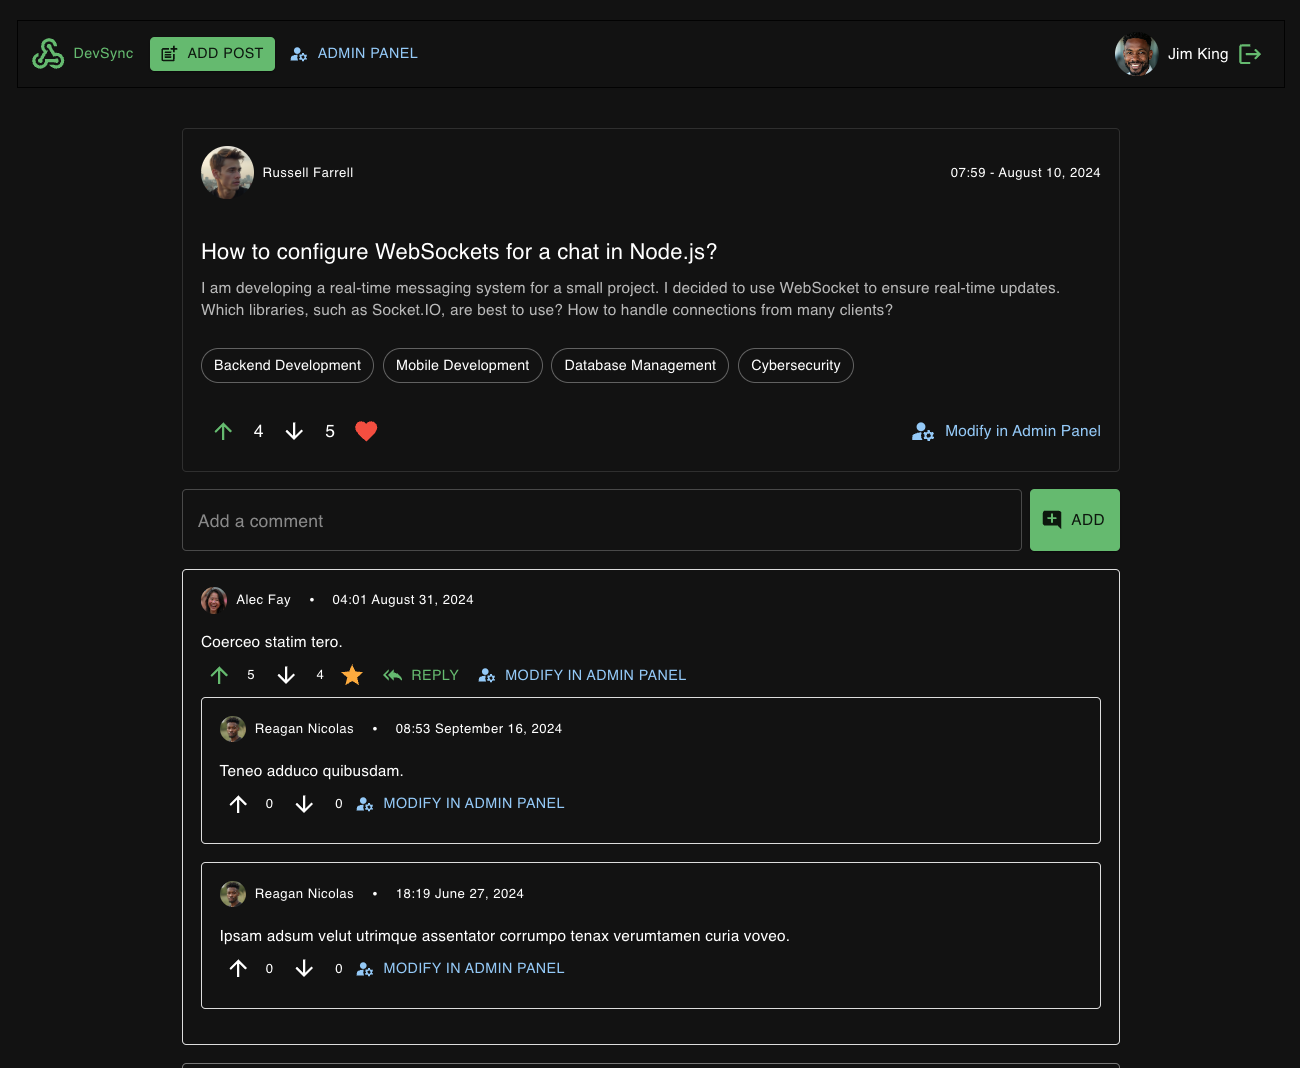 DevSync
ADD POST
ADMIN PANEL
Jim King
Russell Farrell
07:59 - August 10, 2024
How to configure WebSockets for a chat in Node.js?
I am developing a real-time messaging system for a small project. I decided to use WebSocket to ensure real-time updates.
Which libraries, such as Socket.IO, are best to use? How to handle connections from many clients?
Backend Development
Mobile Development
Database Management
Cybersecurity
4
5
Modify in Admin Panel
Add a comment
ADD
Alec Fay • 04:01 August 31, 2024
Coerceo statim tero.
5
4
REPLY
MODIFY IN ADMIN PANEL
Reagan Nicolas • 08:53 September 16, 2024
Teneo adduco quibusdam.
0
0
MODIFY IN ADMIN PANEL
Reagan Nicolas • 18:19 June 27, 2024
Ipsam adsum velut utrimque assentator corrumpo tenax verumtamen curia voveo.
0
0
MODIFY IN ADMIN PANEL